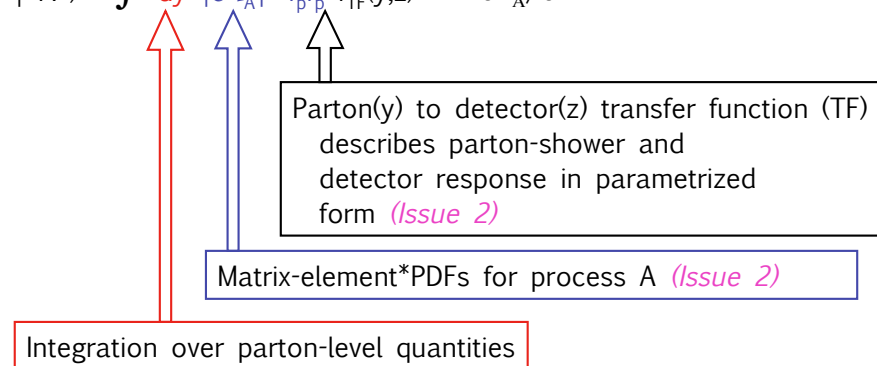 Parton(y) to detector(z) transfer function (TF)
describes parton-shower and
detector response in parametrized
form (Issue 2)
Matrix-element*PDFs for process A (Issue 2)
Integration over parton-level quantities